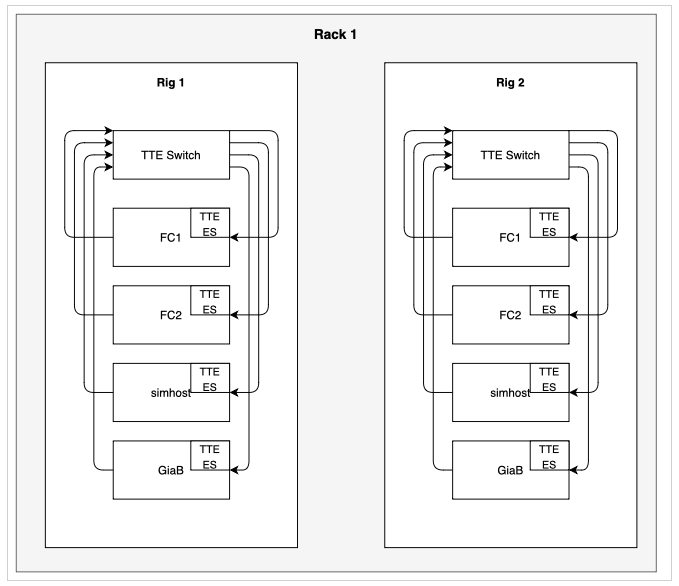 Rack 1
Rig 1
TTE Switch
FC1
TTE
ES
FC2
TTE
ES
simhost
TTE
ES
GiaB
TTE
ES
Rig 2
TTE Switch
FC1
TTE
ES
FC2
TTE
ES
simhost
TTE
ES
GiaB
TTE
ES